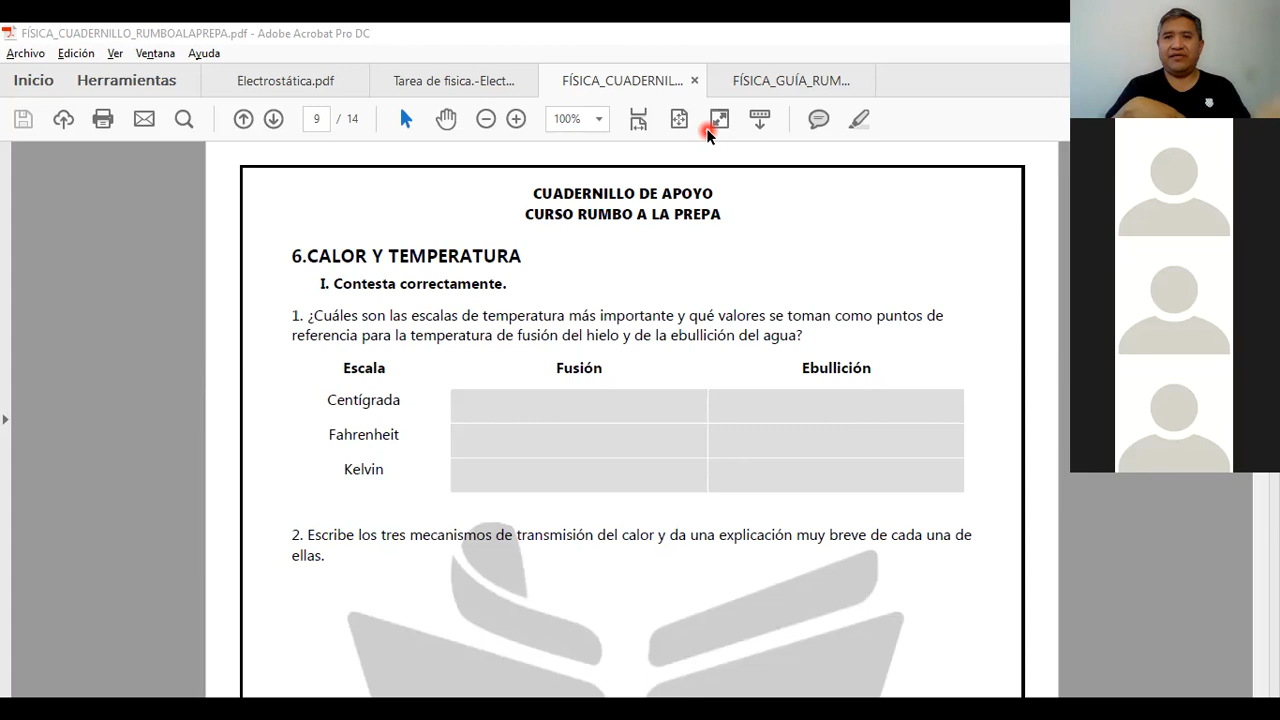 FÍSICA_CUADERNILLO_RUMBOALAPREPA.pdf - Adobe Acrobat Pro DC
Archivo Edición Ver Ventana Ayuda
Inicio Herramientas Electrostática.pdf Tarea de fisica.-Elect... FÍSICA_CUADERNIL... × FÍSICA_GUÍA_RUM...
9 / 14 100%
CUADERNILLO DE APOYO
CURSO RUMBO A LA PREPA
6.CALOR Y TEMPERATURA
I. Contesta correctamente.
1. ¿Cuáles son las escalas de temperatura más importante y qué valores se toman como puntos de
referencia para la temperatura de fusión del hielo y de la ebullición del agua?
Escala Fusión Ebullición
Centígrada
Fahrenheit
Kelvin
2. Escribe los tres mecanismos de transmisión del calor y da una explicación muy breve de cada una de
ellas.